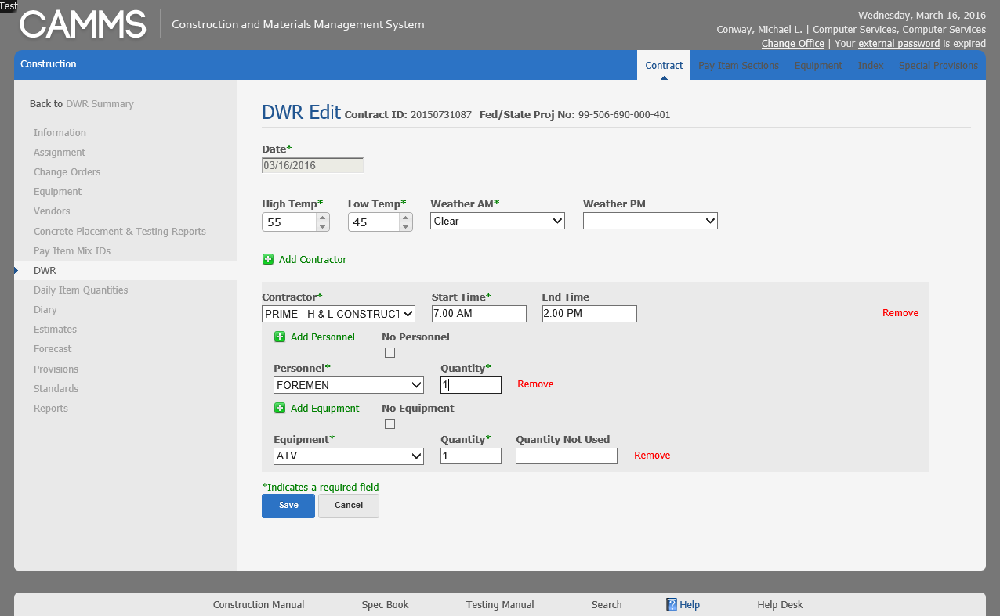 Test
CAMMS
Construction and Materials Management System
Wednesday, March 16, 2016
Conway, Michael L. | Computer Services, Computer Services
Change Office | Your external password is expired
Construction
Contract Pay Item Sections Equipment Index Special Provisions
Back to DWR Summary
Information
Assignment
Change Orders
Equipment
Vendors
Concrete Placement & Testing Reports
Pay Item Mix IDs
DWR
Daily Item Quantities
Diary
Estimates
Forecast
Provisions
Standards
Reports
DWR Edit Contract ID: 20150731087 Fed/State Proj No: 99-506-690-000-401
Date*
03/16/2016
High Temp* Low Temp* Weather AM* Weather PM
55 45 Clear
Add Contractor
Contractor* Start Time* End Time
PRIME - H & L CONSTRUCT 7:00 AM 2:00 PM Remove
Add Personnel No Personnel
Personnel* Quantity*
FOREMEN 1 Remove
Add Equipment No Equipment
Equipment* Quantity* Quantity Not Used
ATV 1 Remove
*Indicates a required field
Save Cancel
Construction Manual Spec Book Testing Manual Search ? Help Help Desk